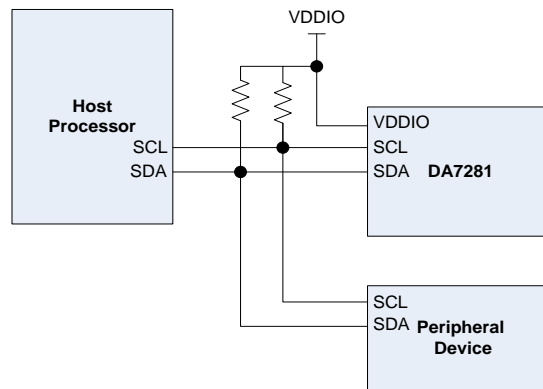 VDDIO
Host
Processor
SCL
SDA
VDDIO
SCL
SDA DA7281
SCL
SDA Peripheral
Device